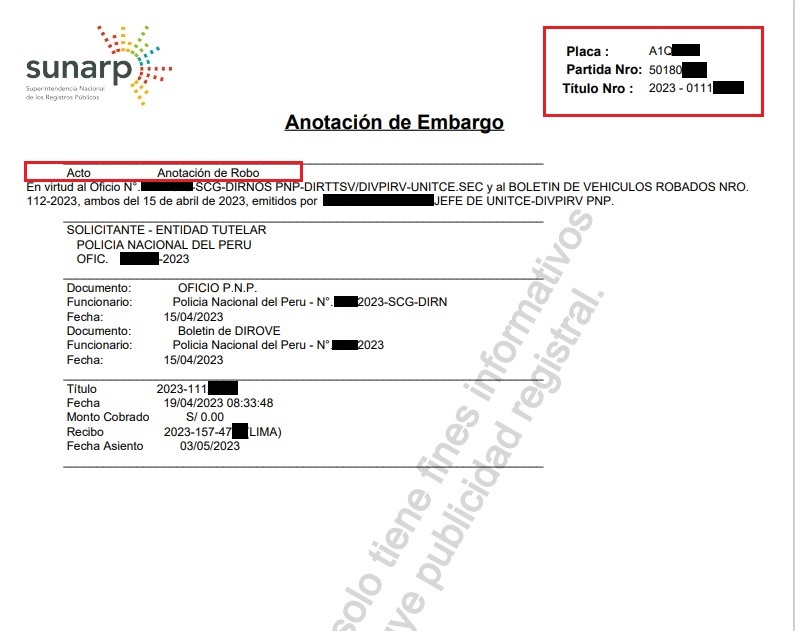 sunarp
Superintendencia Nacional
de los Registros Públicos
Placa : A1Q
Partida Nro: 50180
Título Nro : 2023 - 0111
Anotación de Embargo
Acto Anotación de Robo
En virtud al Oficio N°. -SCG-DIRNOS PNP-DIRTTSV/DIVPIRV-UNITCE.SEC y al BOLETIN DE VEHICULOS ROBADOS NRO.
112-2023, ambos del 15 de abril de 2023, emitidos por JEFE DE UNITCE-DIVPIRV PNP.
SOLICITANTE - ENTIDAD TUTELAR
POLICIA NACIONAL DEL PERU
OFIC. -2023
Documento: OFICIO P.N.P.
Funcionario: Policia Nacional del Peru - N°. 2023-SCG-DIRN
Fecha: 15/04/2023
Documento: Boletin de DIROVE
Funcionario: Policia Nacional del Peru - N°. 2023
Fecha: 15/04/2023
Título 2023-111
Fecha 19/04/2023 08:33:48
Monto Cobrado S/ 0.00
Recibo 2023-157-47 (LIMA)
Fecha Asiento 03/05/2023
solo tiene fines informativos
ye publicidad registral.